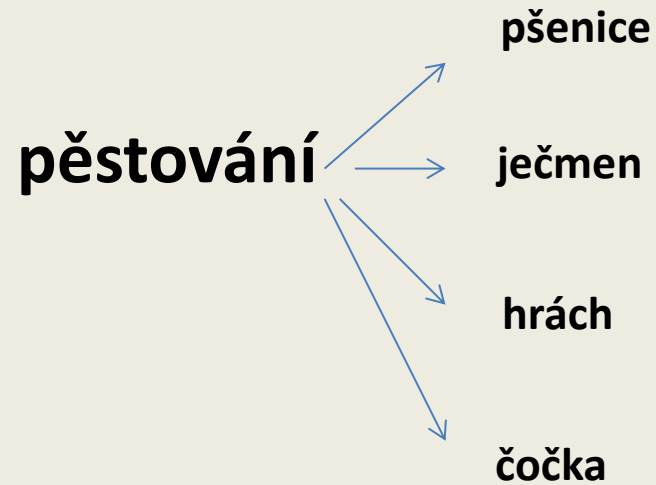 pšenice
pěstování
ječmen
hrách
čočka